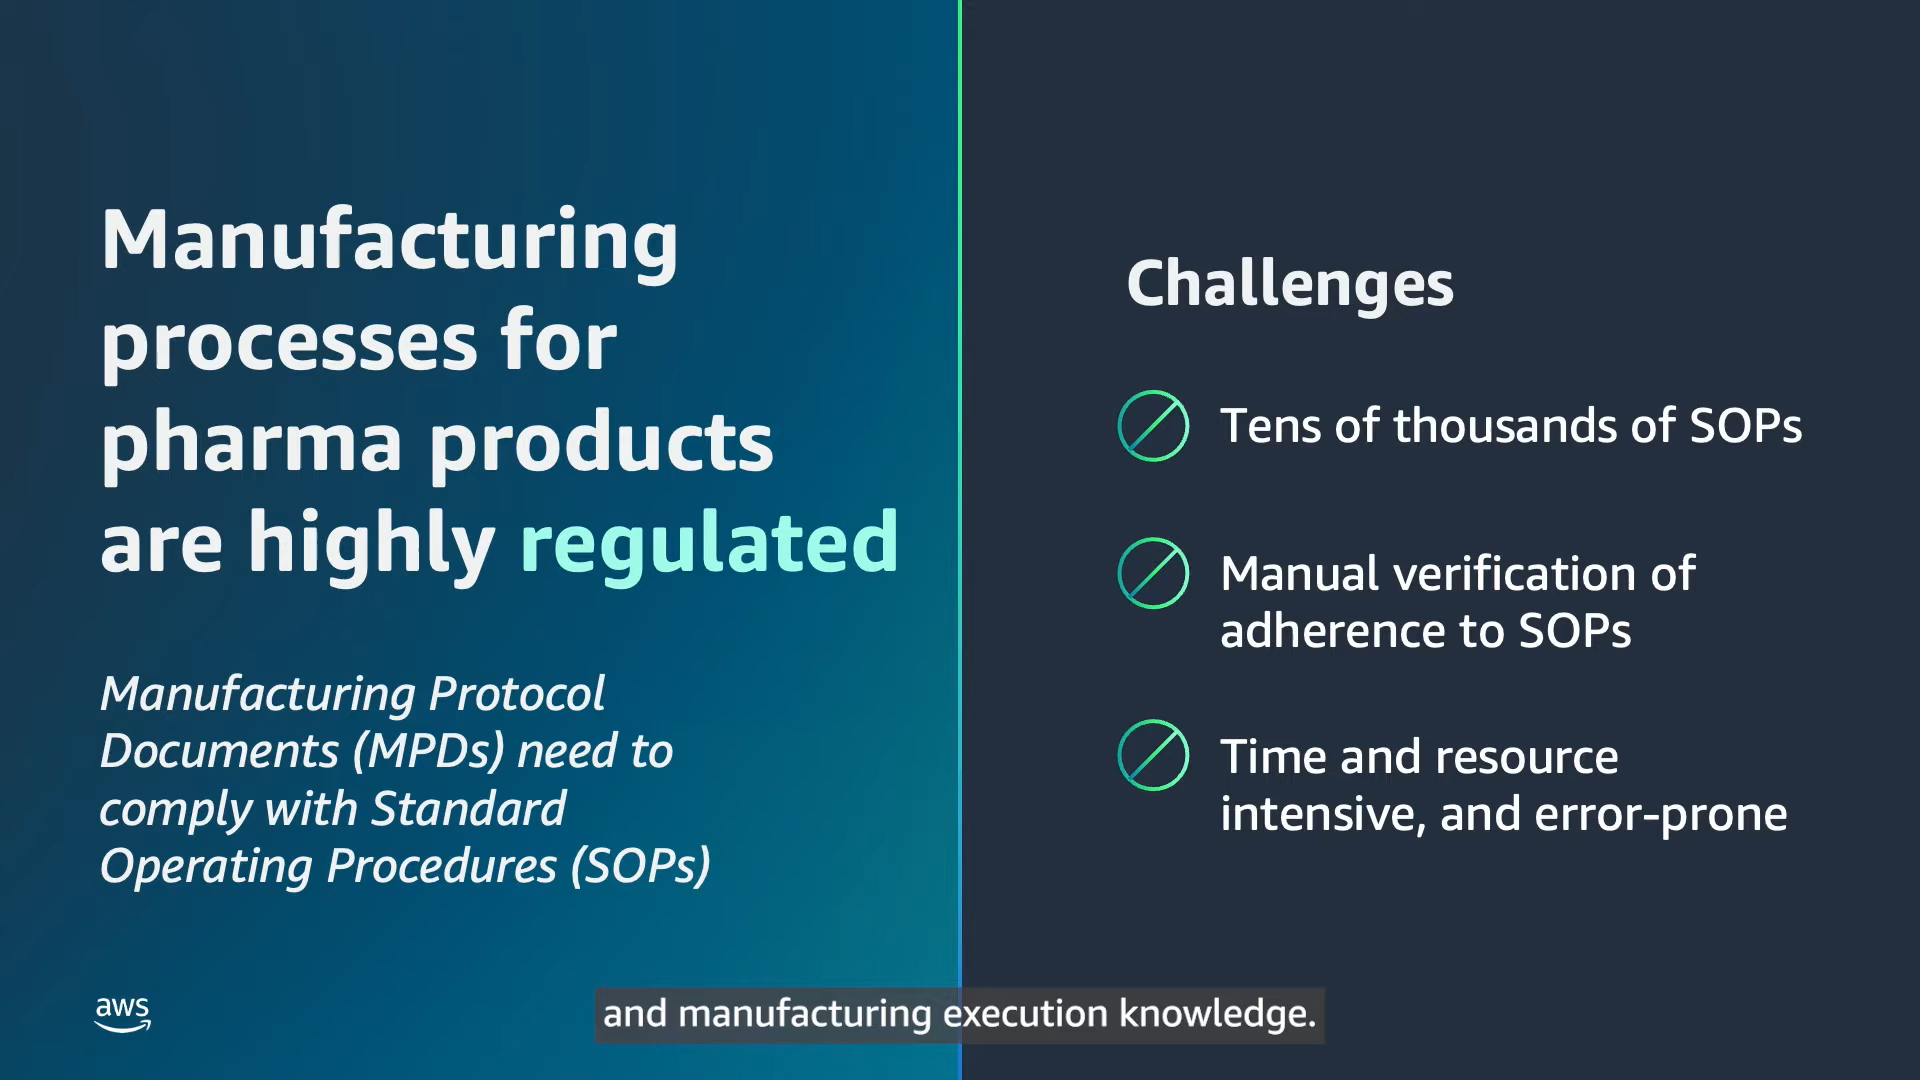 Manufacturing
processes for
pharma products
are highly regulated
Manufacturing Protocol
Documents (MPDs) need to
comply with Standard
Operating Procedures (SOPs)
Challenges
Tens of thousands of SOPs
Manual verification of
adherence to SOPs
Time and resource
intensive, and error-prone
aws
and manufacturing execution knowledge.